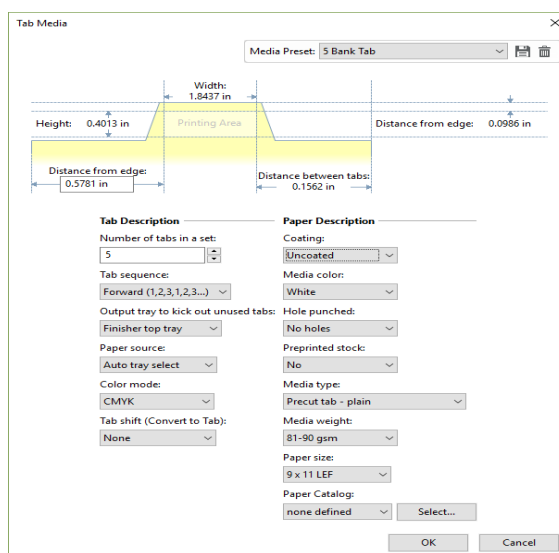 Tab Media
Media Preset: 5 Bank Tab
Width:
1.8437 in
Height: 0.4013 in
Printing Area
Distance from edge: 0.0986 in
Distance from edge:
0.5781 in
Distance between tabs:
0.1562 in
Tab Description
Number of tabs in a set:
5
Tab sequence:
Forward (1,2,3,1,2,3...)
Output tray to kick out unused tabs:
Finisher top tray
Paper source:
Auto tray select
Color mode:
CMYK
Tab shift (Convert to Tab):
None
Paper Description
Coating:
Uncoated
Media color:
White
Hole punched:
No holes
Preprinted stock:
No
Media type:
Precut tab - plain
Media weight:
81-90 gsm
Paper size:
9 x 11 LEF
Paper Catalog:
none defined
Select...
OK
Cancel